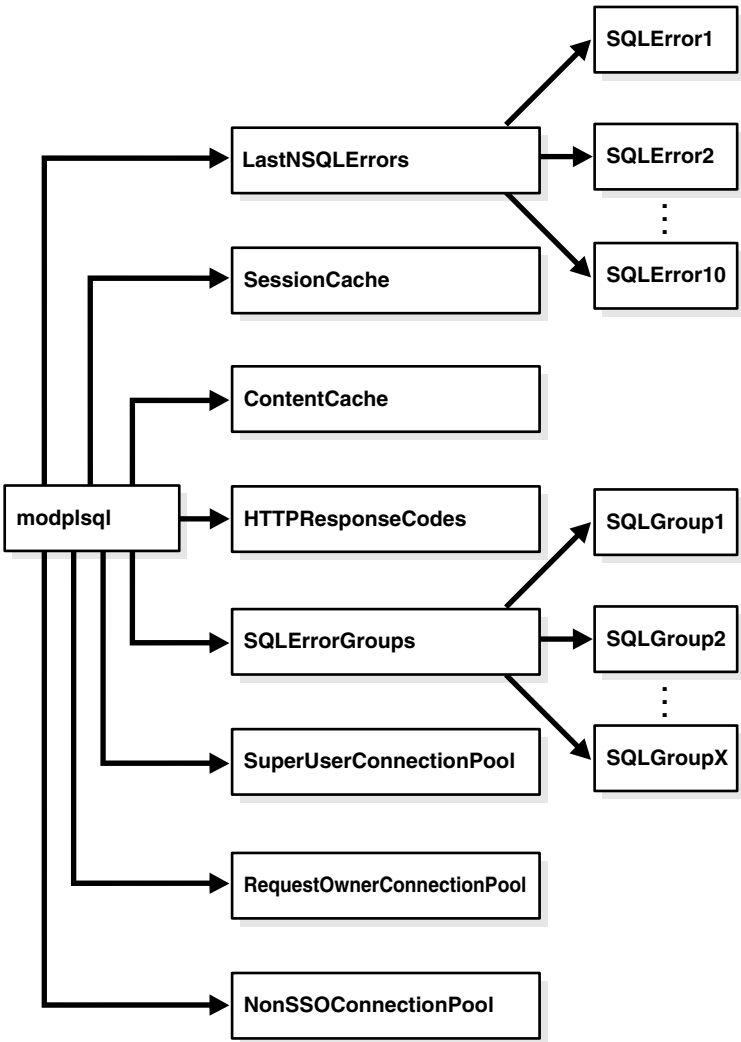 SQLError1
LastNSQLErrors
SQLError2
SQLError10
SessionCache
ContentCache
modplsql
HTTPResponseCodes
SQLGroup1
SQLErrorGroups
SQLGroup2
SQLGroupX
SuperUserConnectionPool
RequestOwnerConnectionPool
NonSSOConnectionPool